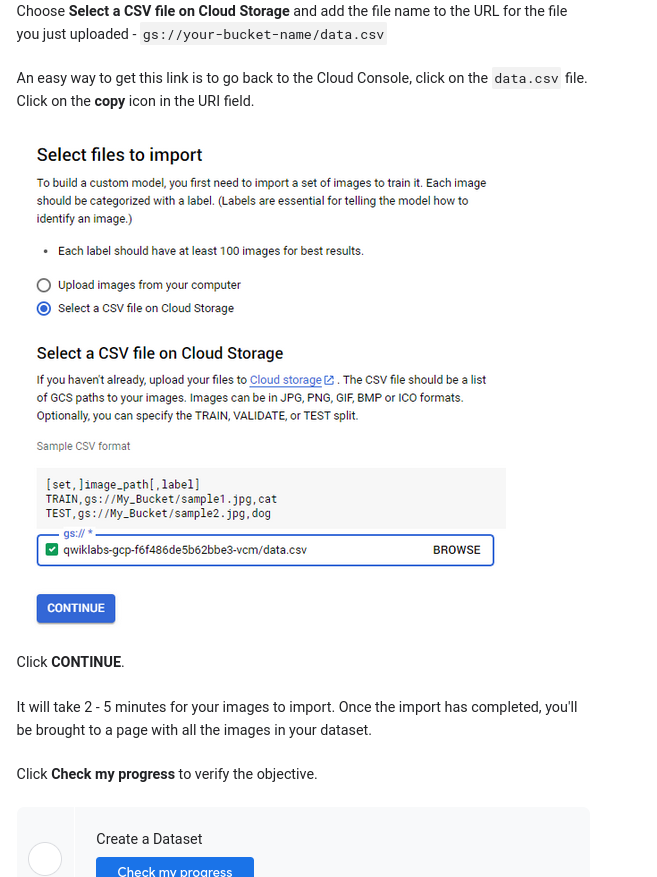 Choose Select a CSV file on Cloud Storage and add the file name to the URL for the file
you just uploaded - gs://your-bucket-name/data.csv
An easy way to get this link is to go back to the Cloud Console, click on the data.csv file.
Click on the copy icon in the URI field.
Select files to import
To build a custom model, you first need to import a set of images to train it. Each image
should be categorized with a label. (Labels are essential for telling the model how to
identify an image.)
• Each label should have at least 100 images for best results.
Upload images from your computer
Select a CSV file on Cloud Storage
Select a CSV file on Cloud Storage
If you haven't already, upload your files to Cloud storage . The CSV file should be a list
of GCS paths to your images. Images can be in JPG, PNG, GIF, BMP or ICO formats.
Optionally, you can specify the TRAIN, VALIDATE, or TEST split.
Sample CSV format
[set,]image_path[,label]
TRAIN,gs://My_Bucket/sample1.jpg,cat
TEST,gs://My_Bucket/sample2.jpg,dog
gs:// *
qwiklabs-gcp-f6f486de5b62bbe3-vcm/data.csv BROWSE
CONTINUE
Click CONTINUE.
It will take 2 - 5 minutes for your images to import. Once the import has completed, you'll
be brought to a page with all the images in your dataset.
Click Check my progress to verify the objective.
Create a Dataset
Check my progress